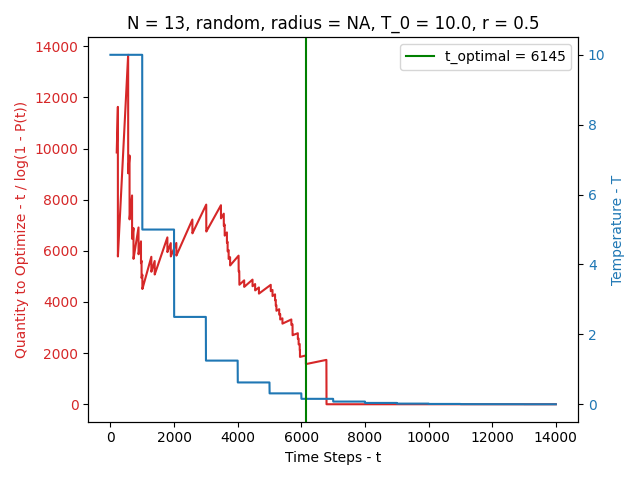 N = 13, random, radius = NA, T_0 = 10.0, r = 0.5
t_optimal = 6145
Quantity to Optimize - t / log(1 - P(t))
14000
12000
10000
8000
6000
4000
2000
0
10
8
6
4
2
0
Temperature - T
0 2000 4000 6000 8000 10000 12000 14000
Time Steps - t